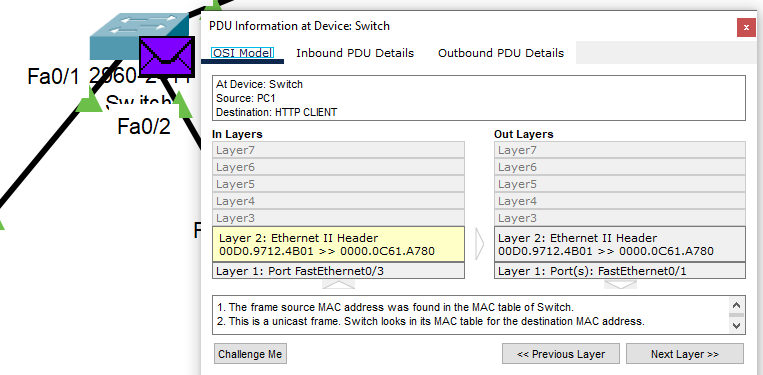 PDU Information at Device: Switch
x
OSI Model Inbound PDU Details Outbound PDU Details
At Device: Switch
Source: PC1
Destination: HTTP CLIENT
In Layers
Layer7
Layer6
Layer5
Layer4
Layer3
Layer 2: Ethernet II Header
00D0.9712.4B01 >> 0000.0C61.A780
Layer 1: Port FastEthernet0/3
Out Layers
Layer7
Layer6
Layer5
Layer4
Layer3
Layer 2: Ethernet II Header
00D0.9712.4B01 >> 0000.0C61.A780
Layer 1: Port(s): FastEthernet0/1
1. The frame source MAC address was found in the MAC table of Switch.
2. This is a unicast frame. Switch looks in its MAC table for the destination MAC address.
Challenge Me
<< Previous Layer
Next Layer >>
Fa0/1
Switch
Fa0/2